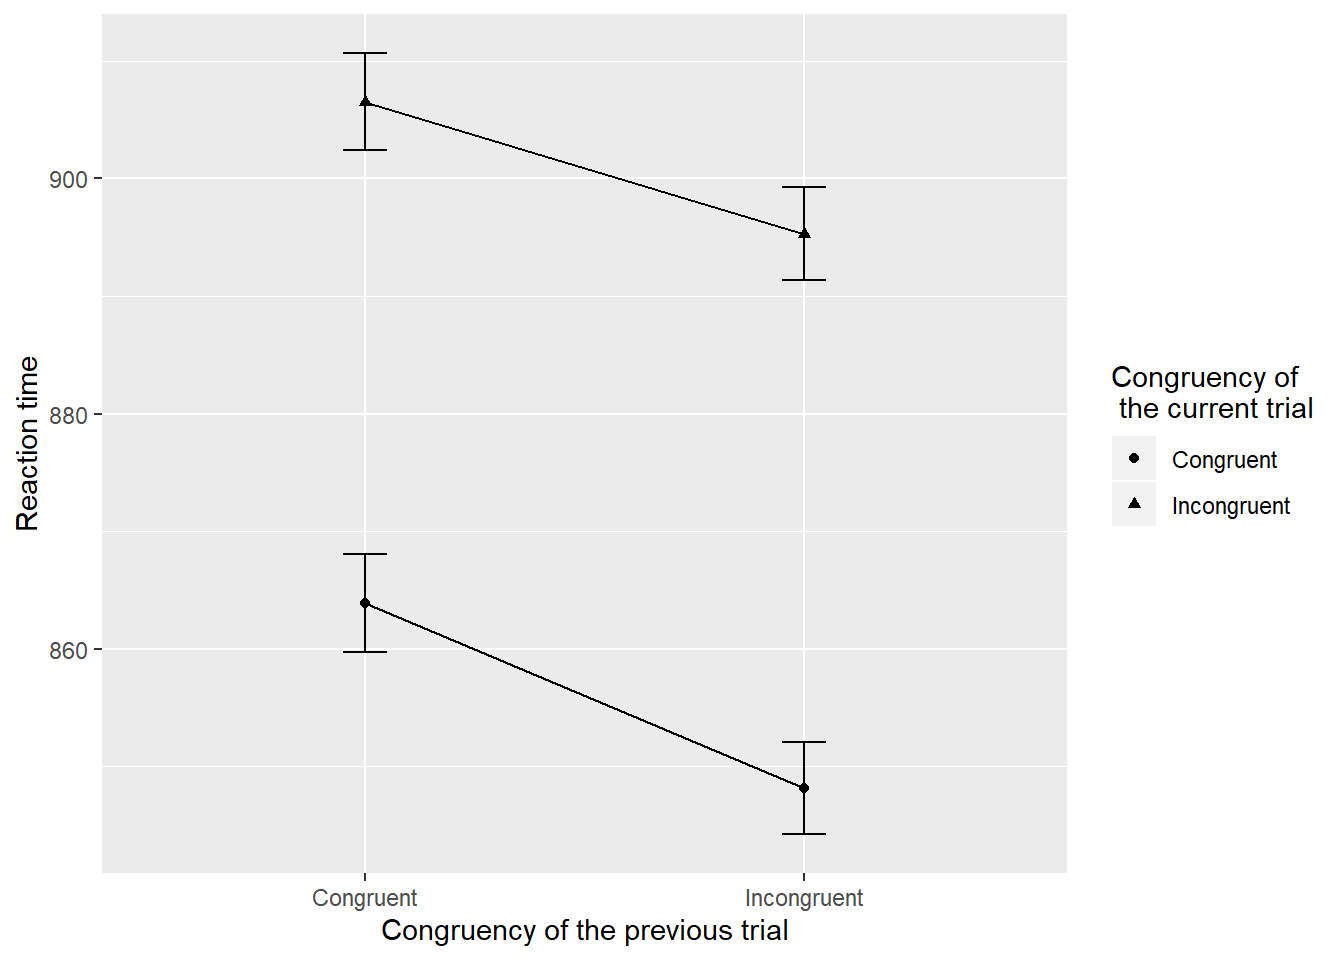 900
880
860
Reaction time
Congruent
Incongruent
Congruency of the previous trial
Congruency of
the current trial
Congruent
Incongruent